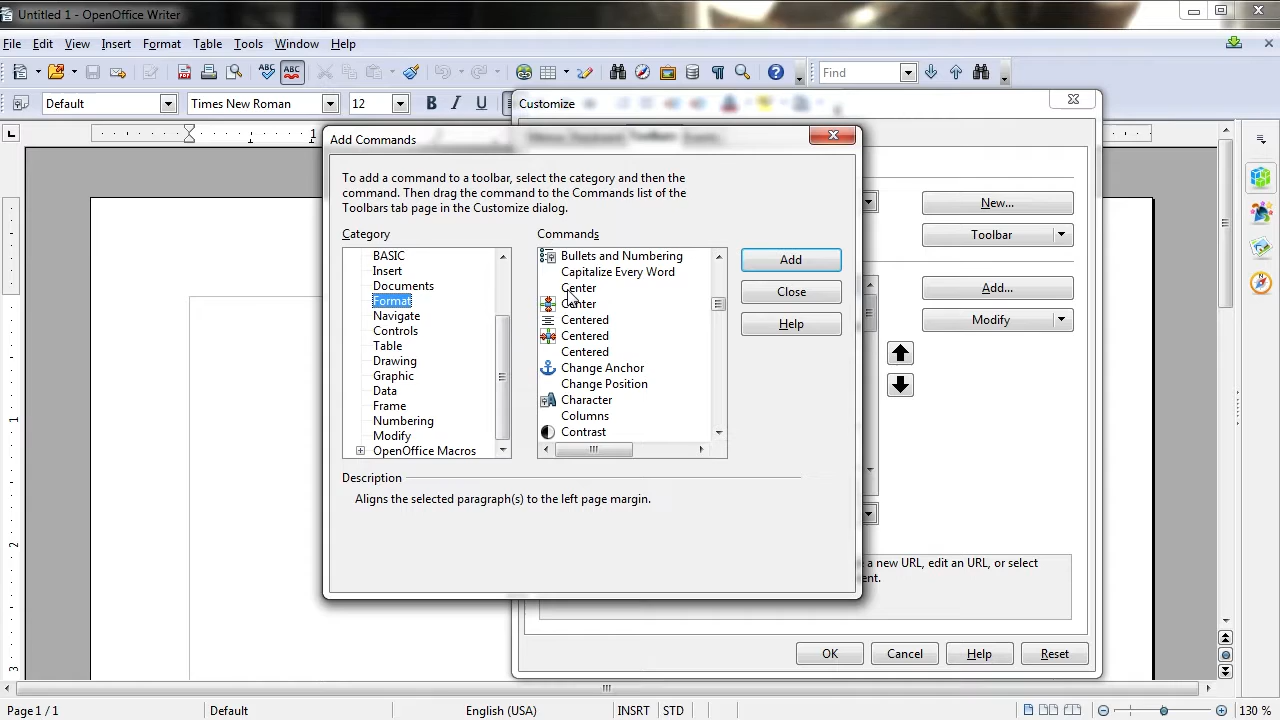 Untitled 1 - OpenOffice Writer
File Edit View Insert Format Table Tools Window Help
ABC ABC Find
Default Times New Roman 12 B I U
Customize
1
Add Commands
To add a command to a toolbar, select the category and then the
command. Then drag the command to the Commands list of the
Toolbars tab page in the Customize dialog.
Category
BASIC
Insert
Documents
Format
Navigate
Controls
Table
Drawing
Graphic
Data
Frame
Numbering
Modify
OpenOffice Macros
Commands
Bullets and Numbering
Capitalize Every Word
Center
Center
Centered
Centered
Centered
Change Anchor
Change Position
Character
Columns
Contrast
Add
Close
Help
Description
Aligns the selected paragraph(s) to the left page margin.
New...
Toolbar
Add...
Modify
a new URL, edit an URL, or select
OK Cancel Help Reset
1
2
3
Page 1 / 1 Default English (USA) INSRT STD 130 %